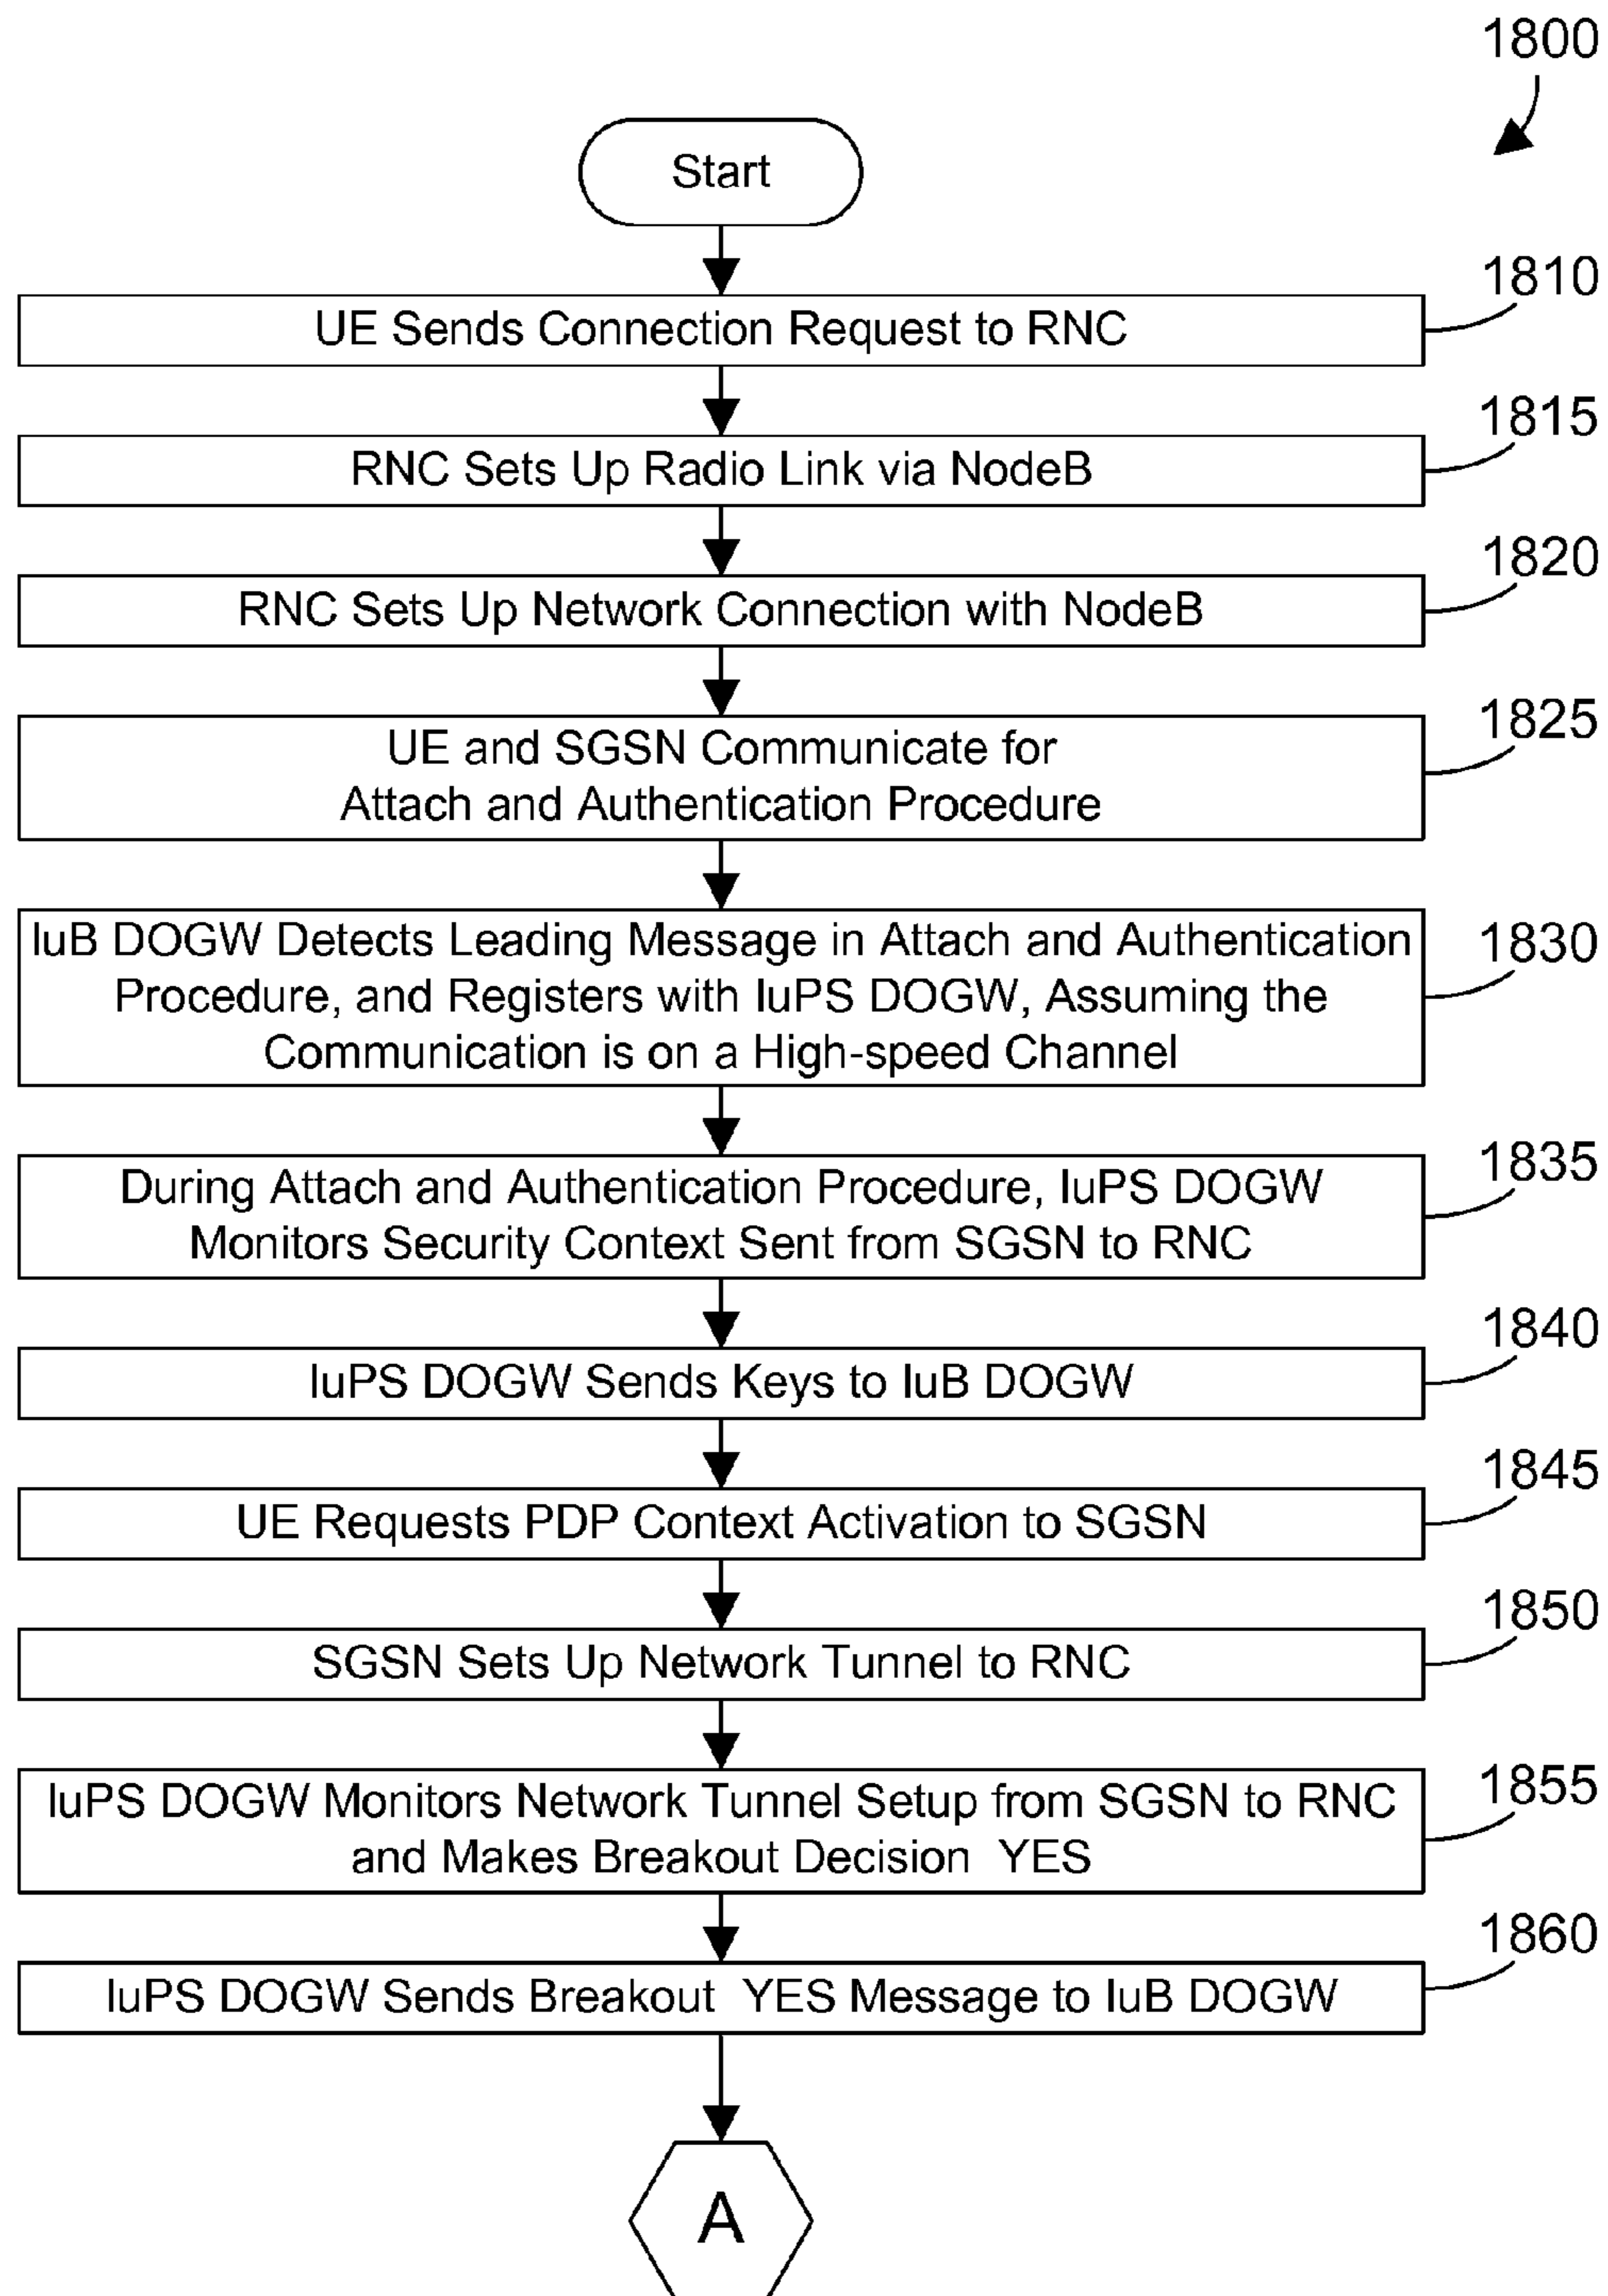 1800
Start
1810
UE Sends Connection Request to RNC
1815
RNC Sets Up Radio Link via NodeB
1820
RNC Sets Up Network Connection with NodeB
1825
UE and SGSN Communicate for
Attach and Authentication Procedure
1830
IuB DOGW Detects Leading Message in Attach and Authentication
Procedure, and Registers with IuPS DOGW, Assuming the
Communication is on a High-speed Channel
1835
During Attach and Authentication Procedure, IuPS DOGW
Monitors Security Context Sent from SGSN to RNC
1840
IuPS DOGW Sends Keys to IuB DOGW
1845
UE Requests PDP Context Activation to SGSN
1850
SGSN Sets Up Network Tunnel to RNC
1855
IuPS DOGW Monitors Network Tunnel Setup from SGSN to RNC
and Makes Breakout Decision YES
1860
IuPS DOGW Sends Breakout YES Message to IuB DOGW
A